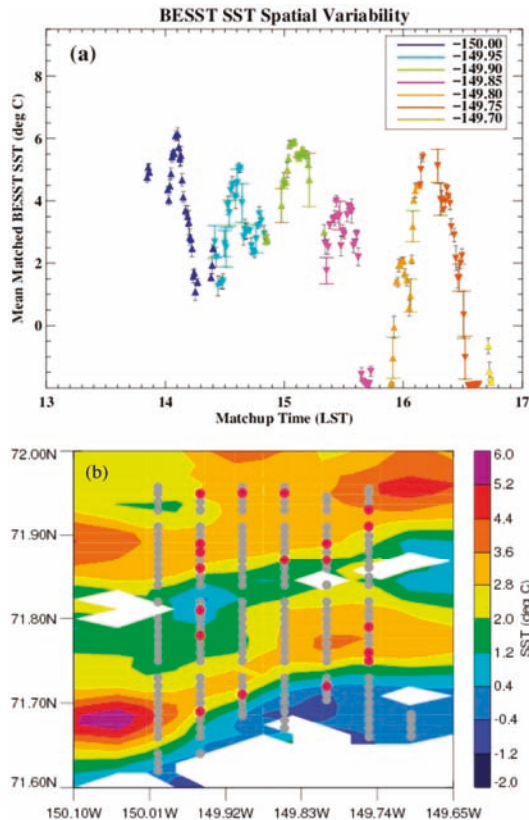 BESST SST Spatial Variability
(a)
Mean Matched BESST SST (deg C)
8
6
4
2
0
−150.00
−149.95
−149.90
−149.85
−149.80
−149.75
−149.70
13 14 15 16 17
Matchup Time (LST)
(b)
72.00N
71.90N
71.80N
71.70N
71.60N
150.10W 150.01W 149.92W 149.83W 149.74W 149.65W
6.0
5.2
4.4
3.6
2.8
2.0
1.2
0.4
-0.4
-1.2
-2.0
SST (deg C)